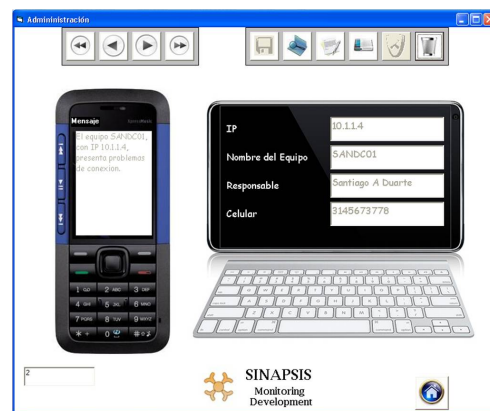 Admininistración
Mensaje
El equipo SANDC01,
con IP 10.1.1.4,
presenta problemas
de conexion.
IP
10.1.1.4
Nombre del Equipo
SANDC01
Responsable
Santiago A Duarte
Celular
3145673778
2
SINAPSIS
Monitoring
Development